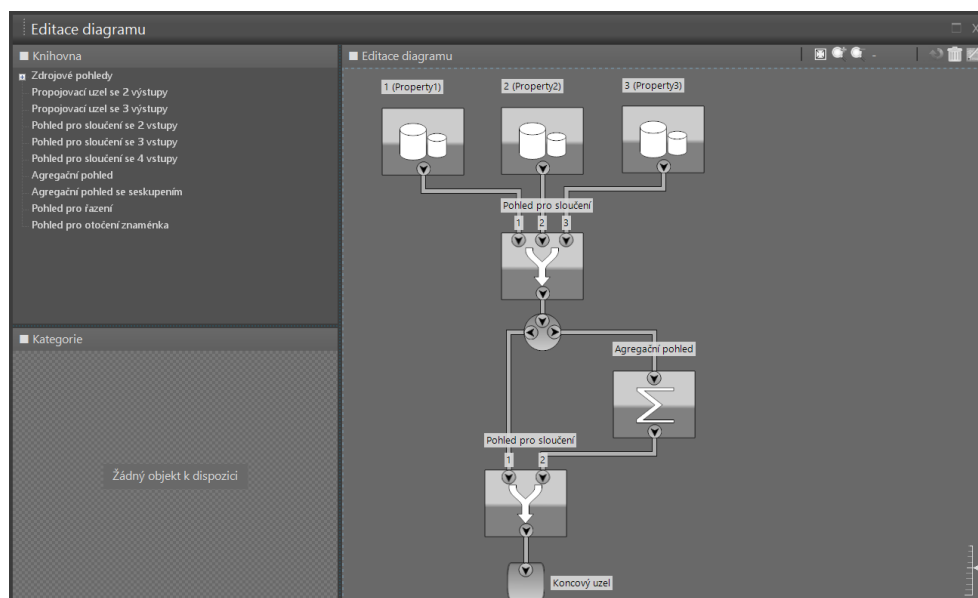 Editace diagramu
Knihovna
Zdrojové pohledy
Propojovací uzel se 2 výstupy
Propojovací uzel se 3 výstupy
Pohled pro sloučení se 2 vstupy
Pohled pro sloučení se 3 vstupy
Pohled pro sloučení se 4 vstupy
Agregační pohled
Agregační pohled se seskupením
Pohled pro řazení
Pohled pro otočení znaménka
Kategorie
Žádný objekt k dispozici
Editace diagramu
1 (Property1)
2 (Property2)
3 (Property3)
Pohled pro sloučení
1 2 3
Agregační pohled
Pohled pro sloučení
1 2
Koncový uzel